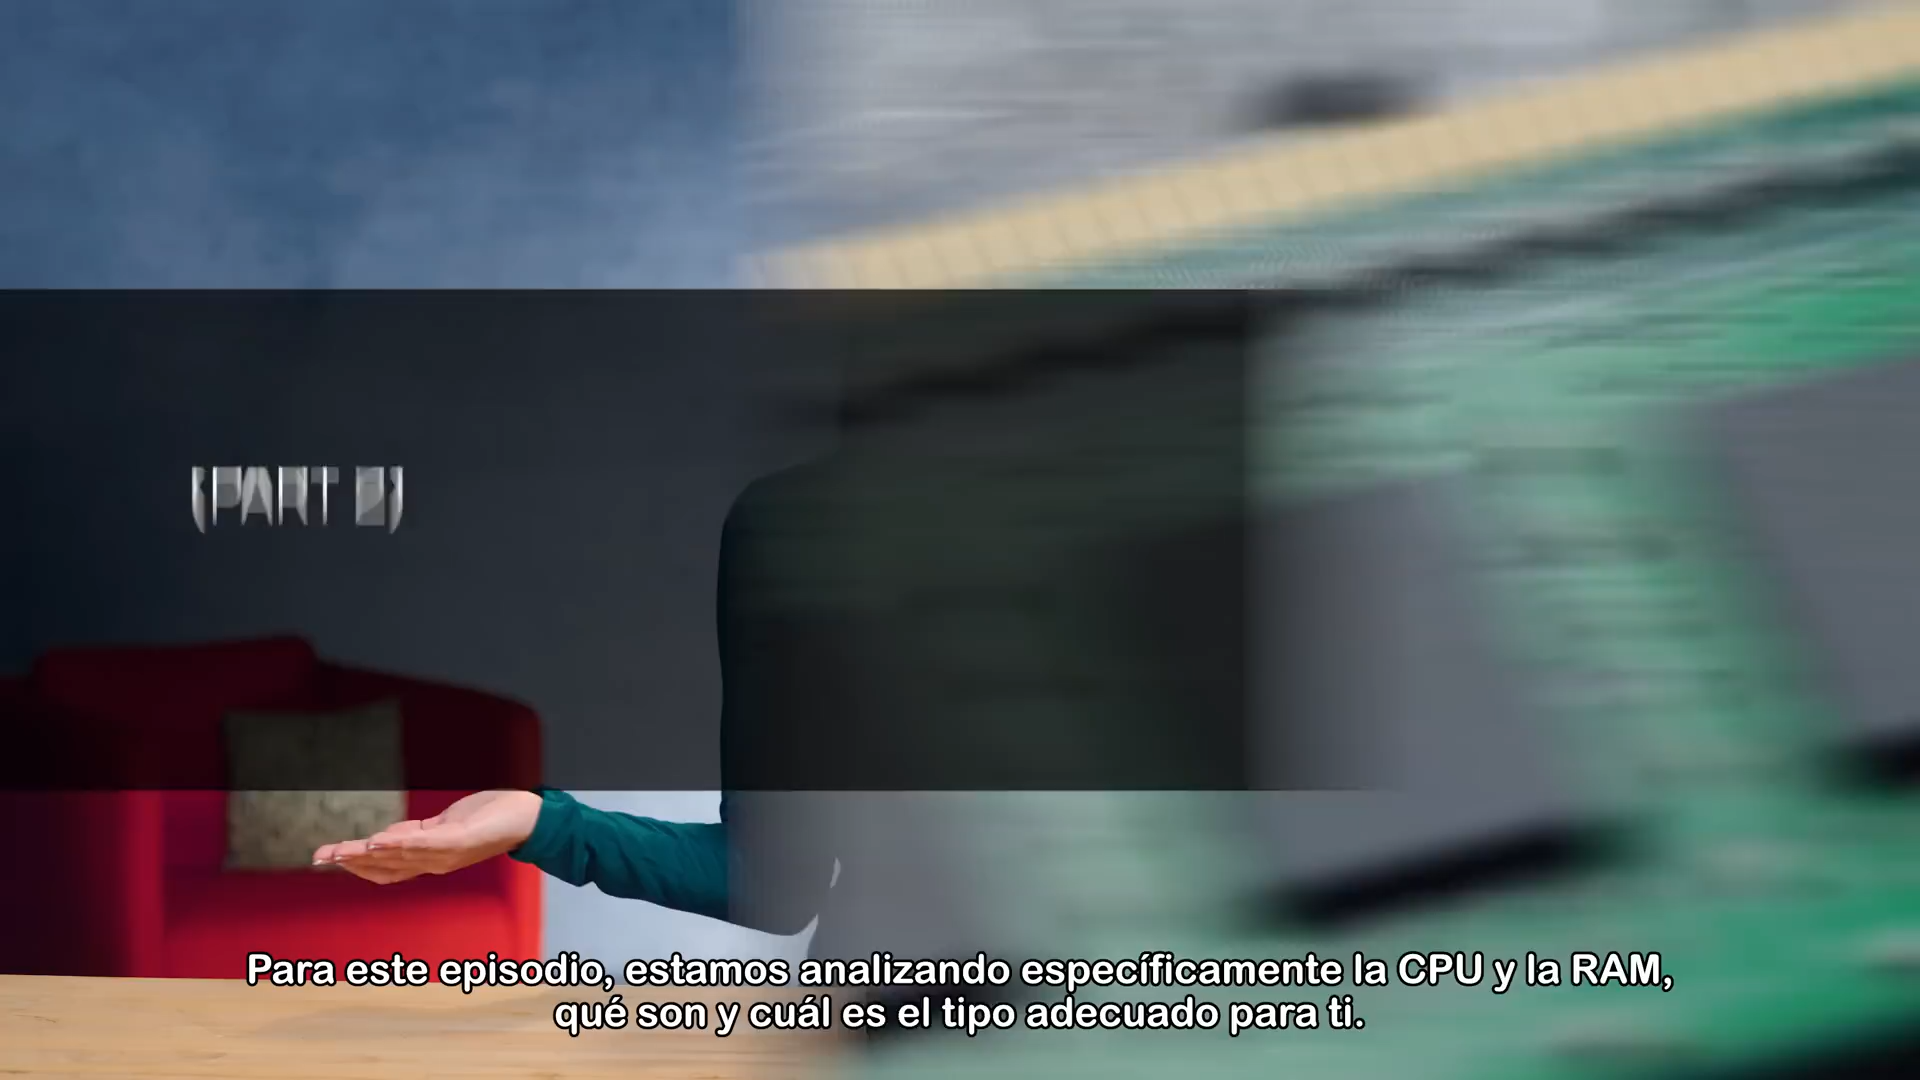 (PART
Para este episodio, estamos analizando específicamente la CPU y la RAM,
qué son y cuál es el tipo adecuado para ti.